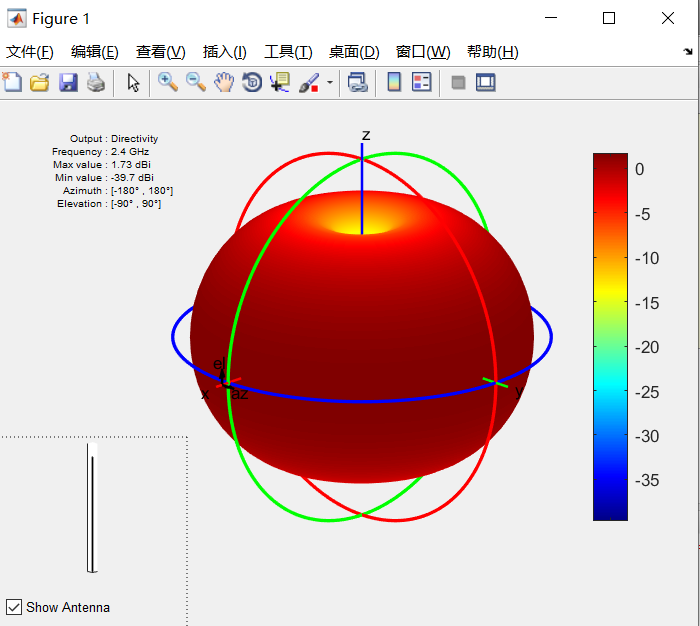 Figure 1
文件(F) 编辑(E) 查看(V) 插入(I) 工具(T) 桌面(D) 窗口(W) 帮助(H)
Output : Directivity
Frequency : 2.4 GHz
Max value : 1.73 dBi
Min value : -39.7 dBi
Azimuth : [-180° , 180°]
Elevation : [-90° , 90°]
z
el
x
az
y
0
-5
-10
-15
-20
-25
-30
-35
Show Antenna